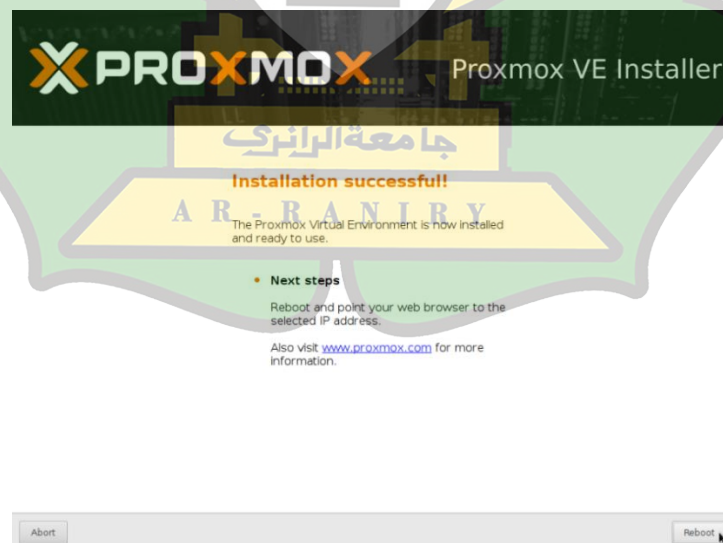 PROXMOX
Proxmox VE Installer
جامعة الرانري
Installation successful!
AR-RANIRY
The Proxmox Virtual Environment is now installed
and ready to use.
Next steps
Reboot and point your web browser to the
selected IP address.
Also visit www.proxmox.com for more
information.
Abort
Reboot